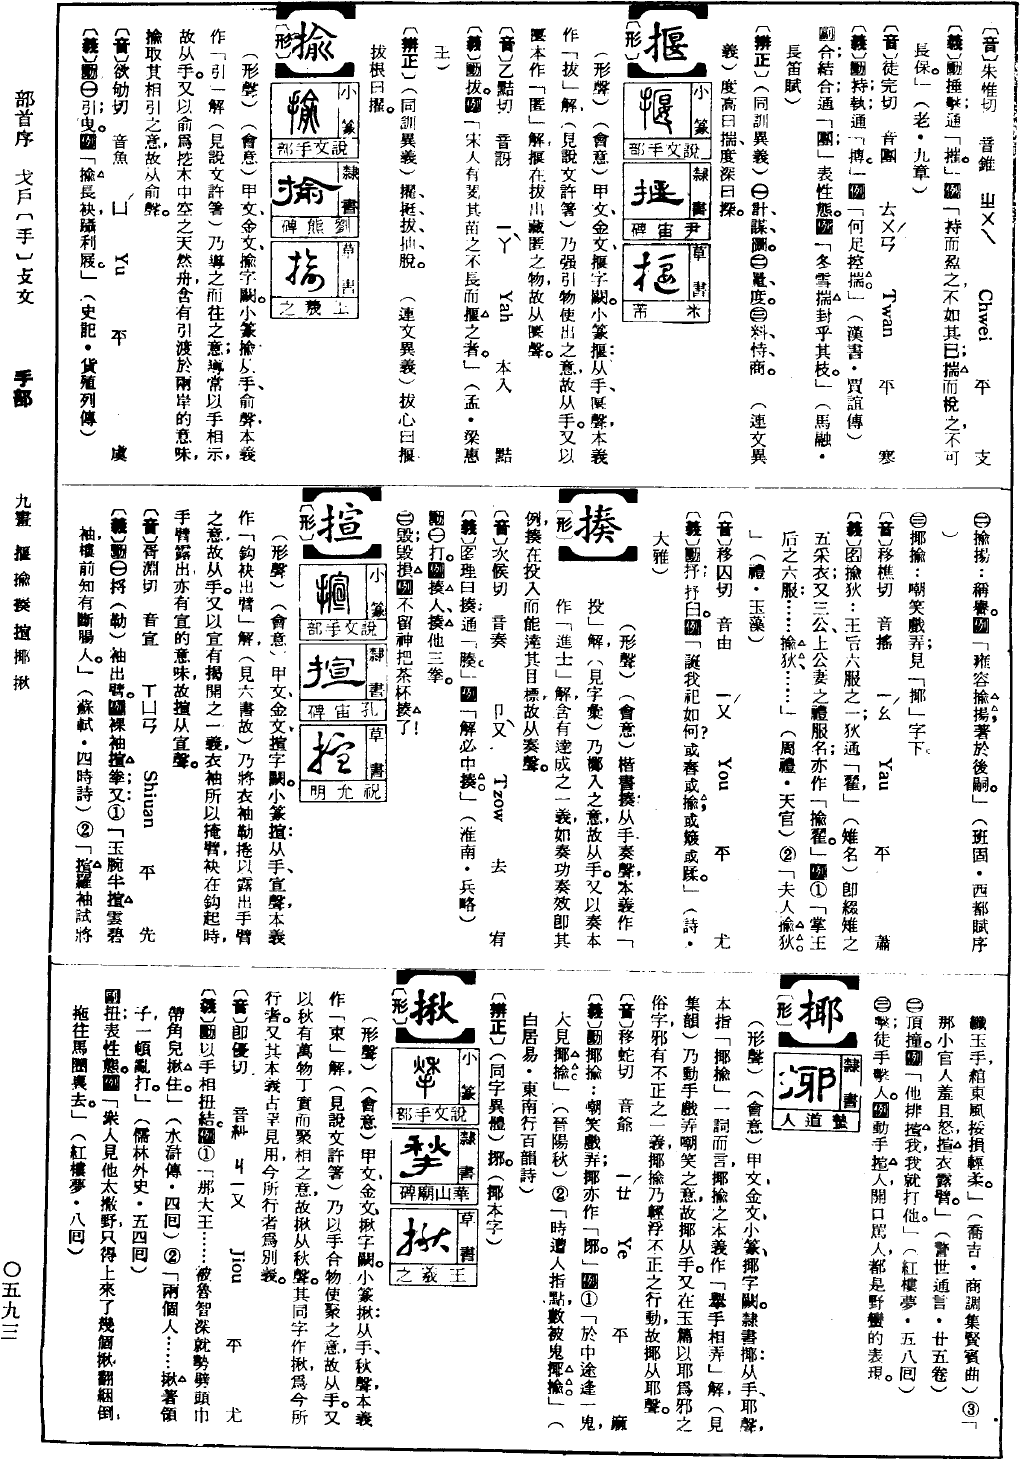 〔音〕朱惟切　音錐　ㄓㄨㄟ　Chwei　平　支
〔義〕動捶擊；通「搥」。例「持而盈之、不如其已；揣而梲之、不可
長保。」（老・九章）
〔音〕徒完切　音團　ㄊㄨㄢˊ　Twan　平　寒
〔義〕動持執；通「摶」。例「何足控揣。」（漢書・賈誼傳）
副合結合；通「團」表性態。例「冬雪揣封乎其枝。」（馬融・
長笛賦）
〔辨正〕（同訓異義）㊀計、謀、圖。㊁量、度。㊂料、恃、商。（連文異
義）度高曰揣、度深曰探。
揠
〔形〕
小篆　說文手部
隸書　尹宙碑
草書　米芾
（形聲）（會意）甲文、金文、揠字闕。小篆揠：从手、匽聲，本義
作「拔」解，（見說文許箸）乃强引物使出之意，故从手。又以
匽本作「匿」解，揠在拔出藏匿之物，故从匽聲。
〔音〕乙黠切　音訝　ㄧㄚˋ　Yah　本入　黠
〔義〕動拔。例「宋人有閔其苗之不長而揠之者。」（孟・梁惠
王）
〔辨正〕（同訓異義）擢、挺、拔、抽、脫。（連文異義）拔心曰揠
拔根曰擢。
揄
〔形〕
小篆　說文手部
隸書　劉熊碑
草書　王羲之
（形聲）（會意）甲文、金文、揄字闕。小篆揄：从手、俞聲，本義
作「引」解，（見說文許箸）乃導之而往之意；導常以手相示，
故从手。又以俞爲挖木中空之天然舟，含有引渡於兩岸的意味，
揄取其相引之意，故从俞聲。
〔音〕欲劬切　音魚　ㄩˊ　Yu　平　虞
〔義〕動㊀引；曳。例「揄長袂、躡利屣」（史記・貨殖列傳）
㊁揄揚：稱譽。例「雍容揄揚；著於後嗣。」（班固・西都賦序
）
㊂揶揄：嘲笑戲弄；見「揶」字下。
〔音〕移樵切　音搖　ㄧㄠˊ　Yau　平　蕭
〔義〕名揄狄：王后六服之一；狄通「翟」（雉名）卽綴雉之
五采衣；又三公、上公妻之禮服名；亦作「揄翟。」例①「掌王
后之六服：……揄狄、……」（周禮・天官）②「夫人揄狄。
」（禮・玉藻）
〔音〕移囚切　音由　ㄧㄡˊ　You　平　尤
〔義〕動抒；抒臼。例「誕我祀如何？或舂或揄；或簸或蹂。」（詩・
大雅）
揍
〔形〕
（形聲）（會意）楷書揍从手、奏聲，本義作「
投」解，（見字彙）乃擲入之意，故从手。又以奏本
作「進士」解，含有達成之一義，如奏功奏效卽其
例，揍在投入而能達其目標，故从奏聲。
〔音〕次候切　音奏　ㄗㄡˋ　Tzow　去　宥
〔義〕名理曰揍；通「腠。」例「解必中揍。」（淮南・兵略）
動㊀打。例揍人、揍他三拳。
㊁毀；毀損。例不留神把茶杯揍了！
揎
〔形〕
小篆　說文手部
隸書　孔宙碑
草書　祝允明
（形聲）（會意）甲文、金文、揎字闕。小篆揎：从手、宣聲，本義
作「鈎袂出臂」解，（見六書故）乃將衣袖勒捲以露出手臂
之意，故从手。又以宣有揭開之一義，衣袖所以掩臂，袂在鈎起時，
手臂露出亦有宣的意味，故揎从宣聲。
〔音〕胥淵切　音宣　ㄒㄩㄢ　Shiuan　平　先
〔義〕動㊀捋（勒）袖出臂。例裸袖揎拳；又①「玉腕半揎雲碧
袖，樓前知有斷腸人。」（蘇軾・四時詩）②「揎羅袖試將
纖玉手，綰東風按損輕柔。」（喬吉・商調集賢賓曲）③「
那小官人羞且怒，揎衣露臂。」（警世通言・廿五卷）
㊁頂撞。例「他排揎我，我就打他。」（紅樓夢・五八囘）
㊂擊；徒手擊人。例動手揎人、開口罵人，都是野蠻的表現。
揶
〔形〕
隸書　蟄道人
（形聲）（會意）甲文、金文、小篆、揶字闕。隸書揶：从手、耶聲，
本指「揶揄」一詞而言，揶揄之本義作「擧手相弄」解，（見
集韻）乃動手戲弄嘲笑之意，故揶从手。又在玉篇以耶爲邪之
俗字，邪有不正之一義，揶揄乃輕浮不正之行動，故揶从耶聲。
〔音〕移蛇切　音爺　ㄧㄝˊ　Ye　平　麻
〔義〕動揶揄：嘲笑戲弄；揶亦作「捓。」例①「於中途逢一鬼，
大見揶揄。」（晉陽秋）②「時遭人指點，數被鬼揶揄。」（
白居易・東南行百韻詩）
〔辨正〕（同字異體）捓。（揶本字）
揪
〔形〕
小篆　說文手部
隸書　華山廟碑
草書　王羲之
（形聲）（會意）甲文、金文、揪字闕。小篆揪：从手、秋聲，本義
作「束」解，（見說文許箸）乃以手合物使聚之意，故从手。又
以秋有萬物丁實而聚相之意，故揪从秋聲。其同字作揫，爲今所
行者；又其本義古罕見用，今所行者爲別義。
〔音〕卽優切　音糾　ㄐㄧㄡ　Jiou　平　尤
〔義〕動以手相扭結。例①「那大王……被魯智深就勢劈頭巾
帶角兒揪住。」（水滸傳・四囘）②「兩個人……揪著領
子，一頓亂打。」（儒林外史・五四囘）
副扭；表性態。例「衆人見他太撒野，只得上來了幾個，揪翻綑倒，
拖往馬圈裏去。」（紅樓夢・八囘）
部首序　戈戶〔手〕攴文　手部　九畫　揠揄揍揎揶揪　〇五九三